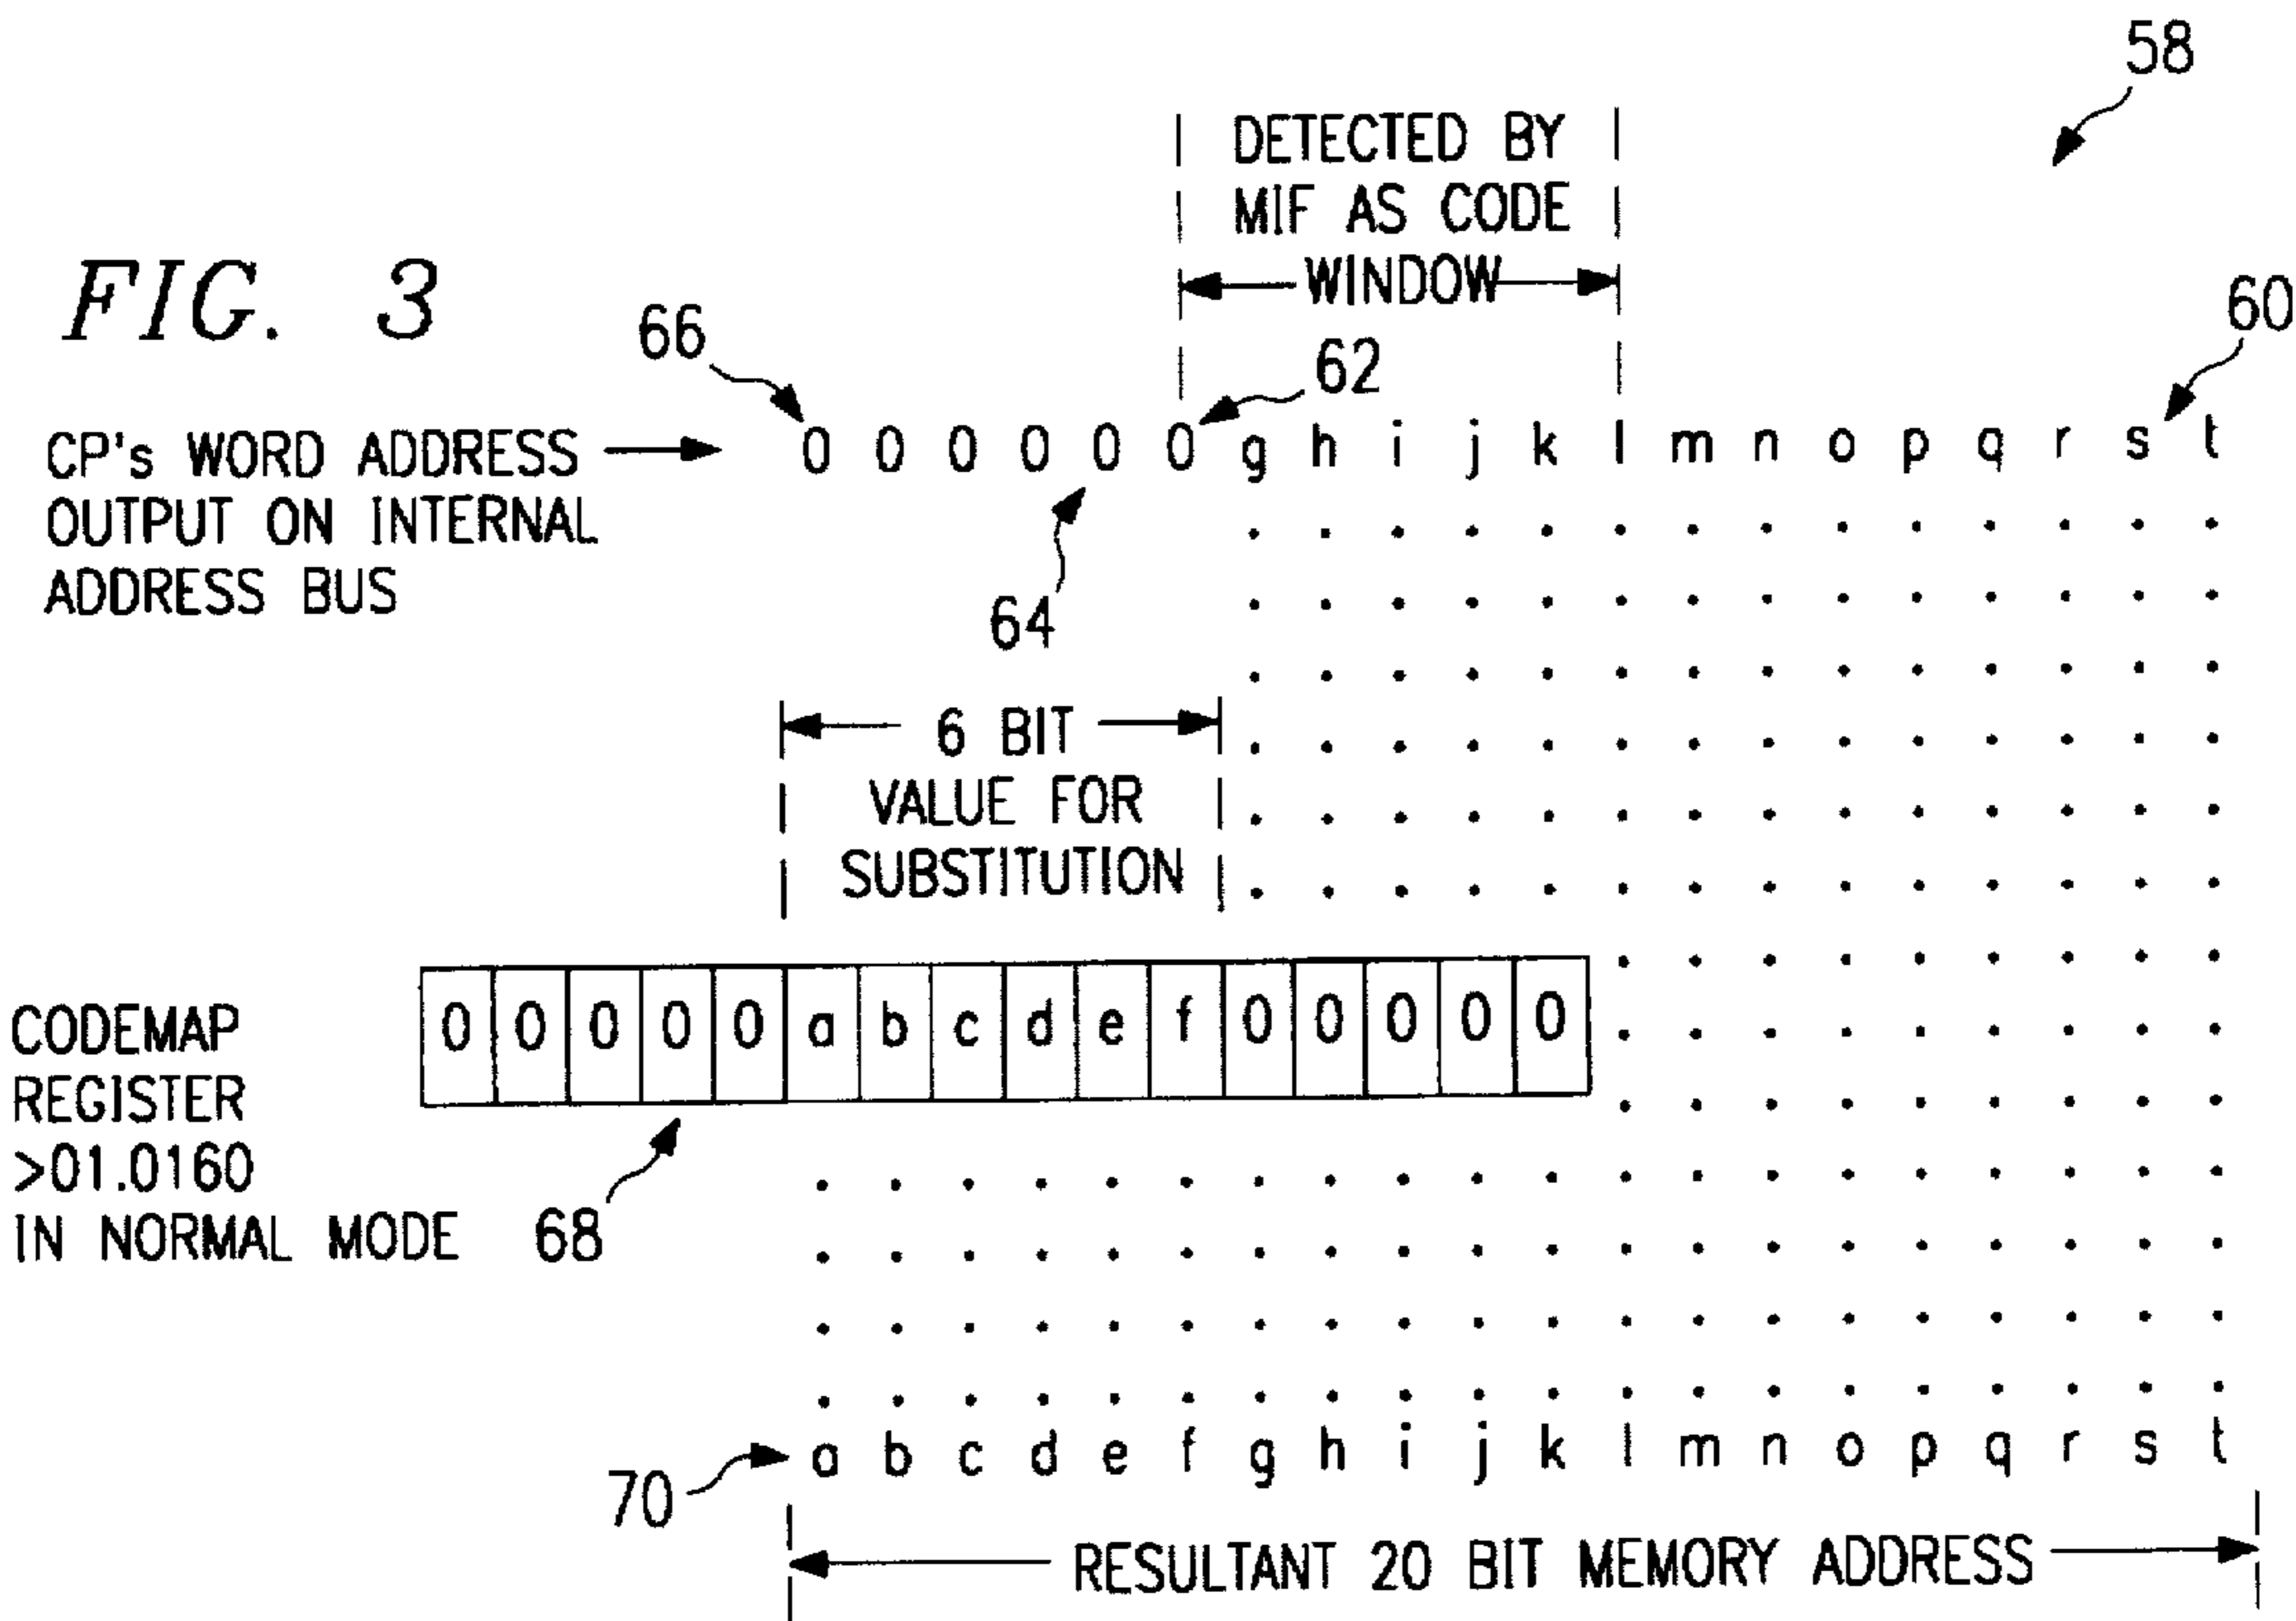 58
DETECTED BY
MIF AS CODE
WINDOW
FIG. 3
66
62
60
CP's WORD ADDRESS
OUTPUT ON INTERNAL
ADDRESS BUS
0 0 0 0 0 0 g h i j k l m n o p q r s t
64
6 BIT
VALUE FOR
SUBSTITUTION
CODEMAP
REGISTER
>01.0160
IN NORMAL MODE
0 0 0 0 0 a b c d e f 0 0 0 0 0
68
70
a b c d e f g h i j k l m n o p q r s t
RESULTANT 20 BIT MEMORY ADDRESS